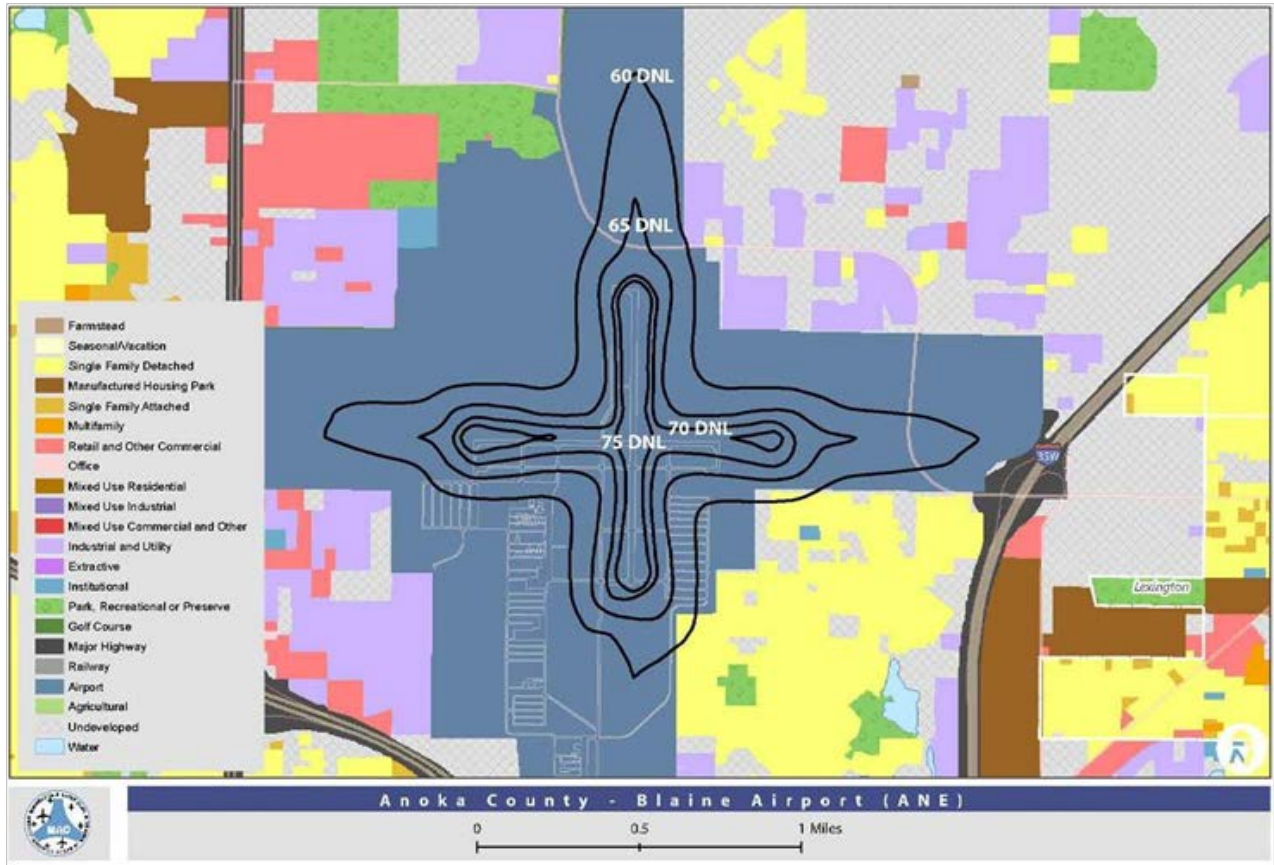 60 DNL
65 DNL
70 DNL
75 DNL
35W
Lexington
Farmstead
Seasonal/Vacation
Single Family Detached
Manufactured Housing Park
Single Family Attached
Multifamily
Retail and Other Commercial
Office
Mixed Use Residential
Mixed Use Industrial
Mixed Use Commercial and Other
Industrial and Utility
Extractive
Institutional
Park, Recreational or Preserve
Golf Course
Major Highway
Railway
Airport
Agricultural
Undeveloped
Water
Anoka County - Blaine Airport (ANE)
0 0.5 1 Miles
MAC